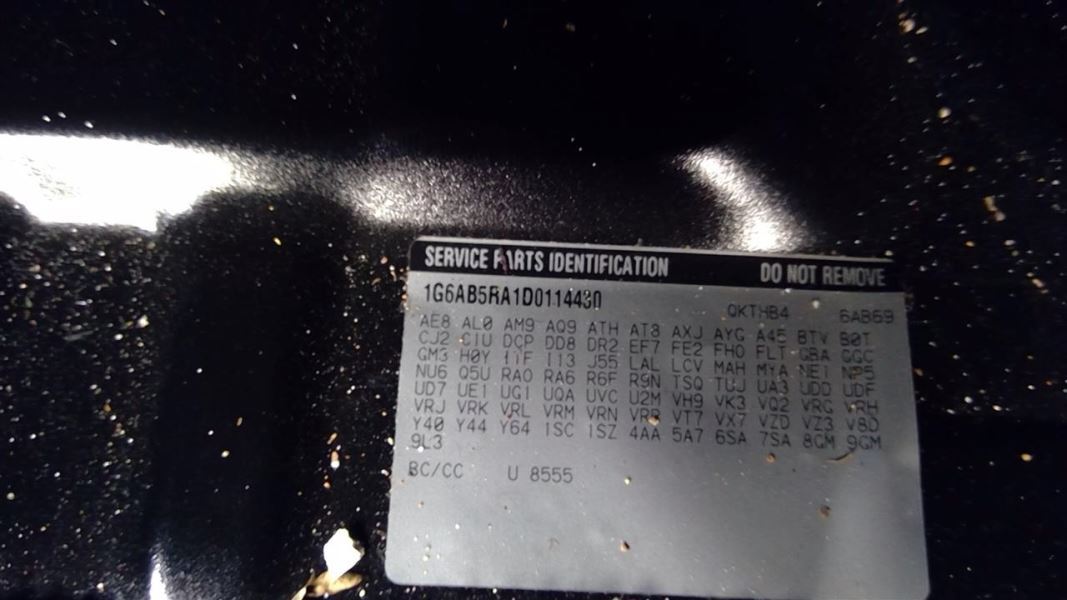 SERVICE PARTS IDENTIFICATION DO NOT REMOVE
1G6AB5RA1D0114430 QKTHB4 6AB69
AE8 AL0 AM9 AQ9 ATH AT8 AXJ AYG A45 BTV B0T
CJ2 C1U DCP DD8 DR2 EF7 FE2 FHO FLT GBA GGC
GM3 H0Y I1F I13 J55 LAL LCV MAH MYA NE1 NP5
NU6 Q5U RA0 RA6 R6F R9N TSQ TUJ UA3 UDD UDF
UD7 UE1 UG1 UQA UVC U2M VH9 VK3 VQ2 VRG VRH
VRJ VRK VRL VRM VRN VRR VT7 VX7 VZD VZ3 V8D
Y40 Y44 Y64 1SC 1SZ 4AA 5A7 6SA 7SA 8GM 9GM
9L3
BC/CC U 8555